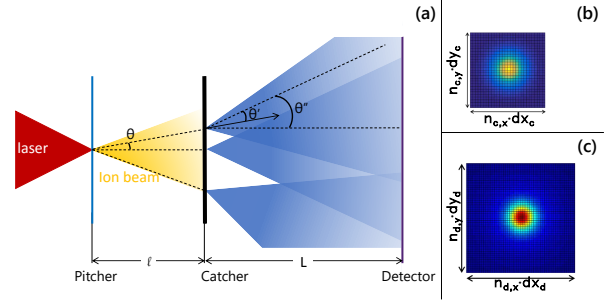 (a)
θ
θ'
θ"
laser
Ion beam
ℓ
L
Pitcher
Catcher
Detector
(b)
n_c,y·dy_c
n_c,x·dx_c
(c)
n_d,y·dy_d
n_d,x·dx_d